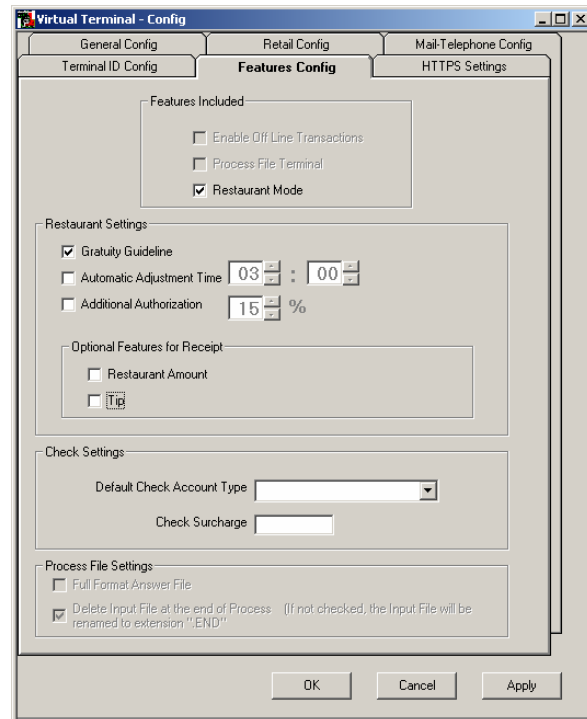 Virtual Terminal - Config
General Config
Retail Config
Mail-Telephone Config
Terminal ID Config
Features Config
HTTPS Settings
Features Included
Enable Off Line Transactions
Process File Terminal
Restaurant Mode
Restaurant Settings
Gratuity Guideline
Automatic Adjustment Time 03 : 00
Additional Authorization 15 %
Optional Features for Receipt
Restaurant Amount
Tip
Check Settings
Default Check Account Type
Check Surcharge
Process File Settings
Full Format Answer File
Delete Input File at the end of Process (If not checked, the Input File will be
renamed to extension ".END"
OK Cancel Apply